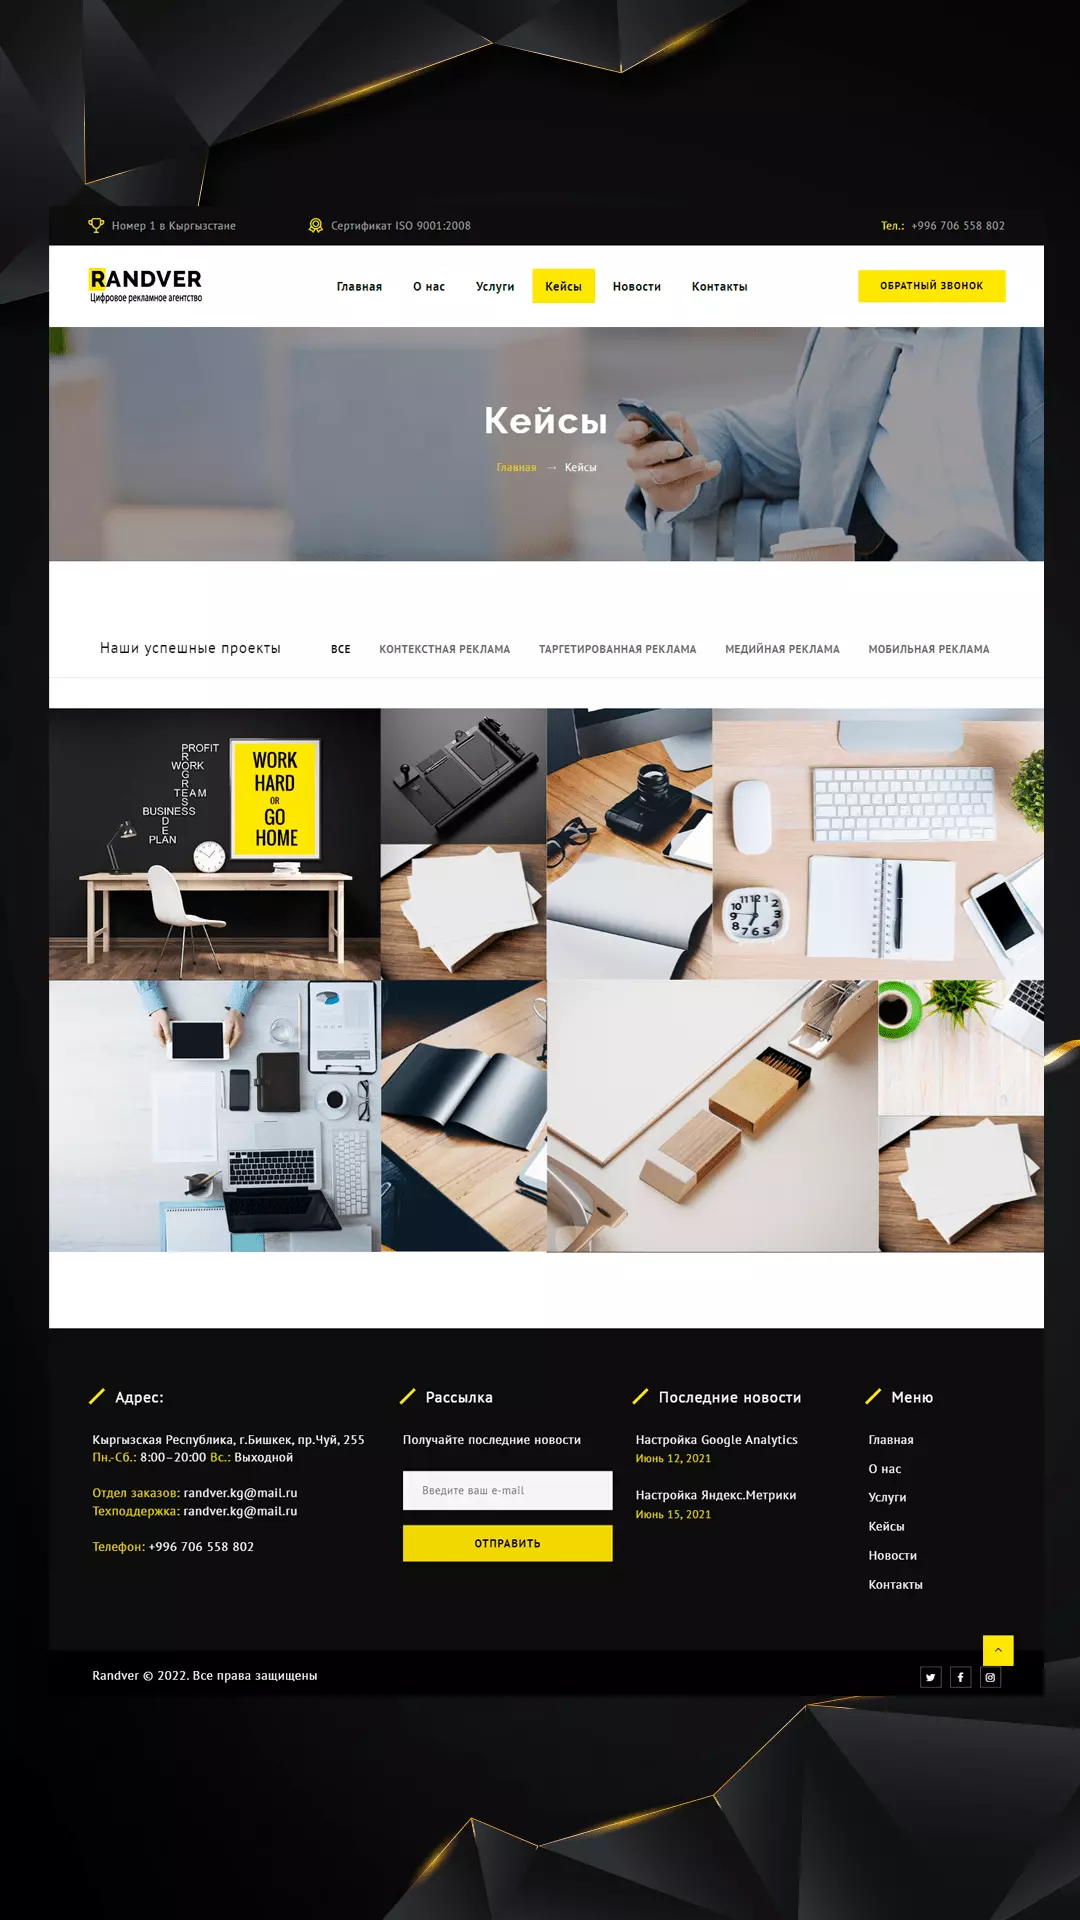 Номер 1 в Кыргызстане
Сертификат ISO 9001:2008
Тел.: +996 706 558 802
RANDVER
Цифровое рекламное агентство
Главная
О нас
Услуги
Кейсы
Новости
Контакты
ОБРАТНЫЙ ЗВОНОК
Кейсы
Главная → Кейсы
Наши успешные проекты
ВСЕ
КОНТЕКСТНАЯ РЕКЛАМА
ТАРГЕТИРОВАННАЯ РЕКЛАМА
МЕДИЙНАЯ РЕКЛАМА
МОБИЛЬНАЯ РЕКЛАМА
PROFIT
WORK
PROGRESS
TEAM
BUSINESS
IDEA
PLAN
WORK
HARD
OR
GO
HOME
Адрес:
Кыргызская Республика, г.Бишкек, пр.Чуй, 255
Пн.-Сб.: 8:00–20:00 Вс.: Выходной
Отдел заказов: randver.kg@mail.ru
Техподдержка: randver.kg@mail.ru
Телефон: +996 706 558 802
Рассылка
Получайте последние новости
Введите ваш e-mail
ОТПРАВИТЬ
Последние новости
Настройка Google Analytics
Июнь 12, 2021
Настройка Яндекс.Метрики
Июнь 15, 2021
Меню
Главная
О нас
Услуги
Кейсы
Новости
Контакты
Randver © 2022. Все права защищены